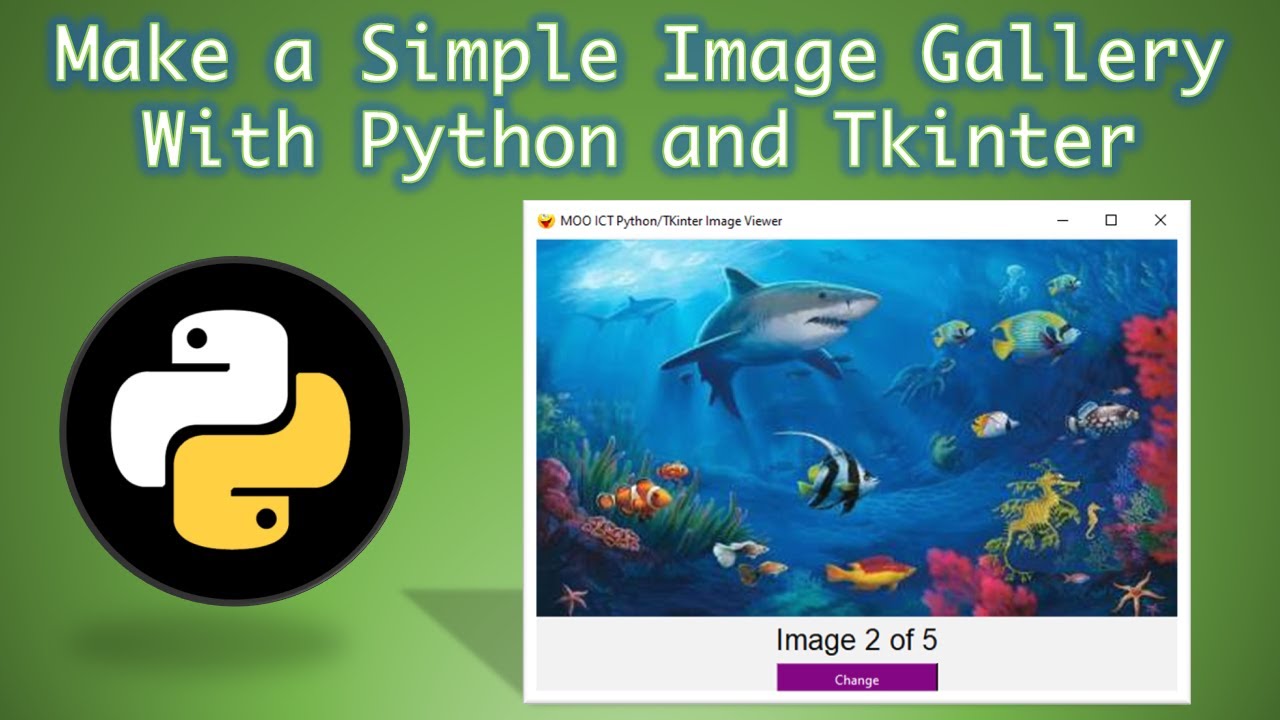 Make a Simple Image Gallery
With Python and Tkinter
MOO ICT Python/TKinter Image Viewer
Image 2 of 5
Change